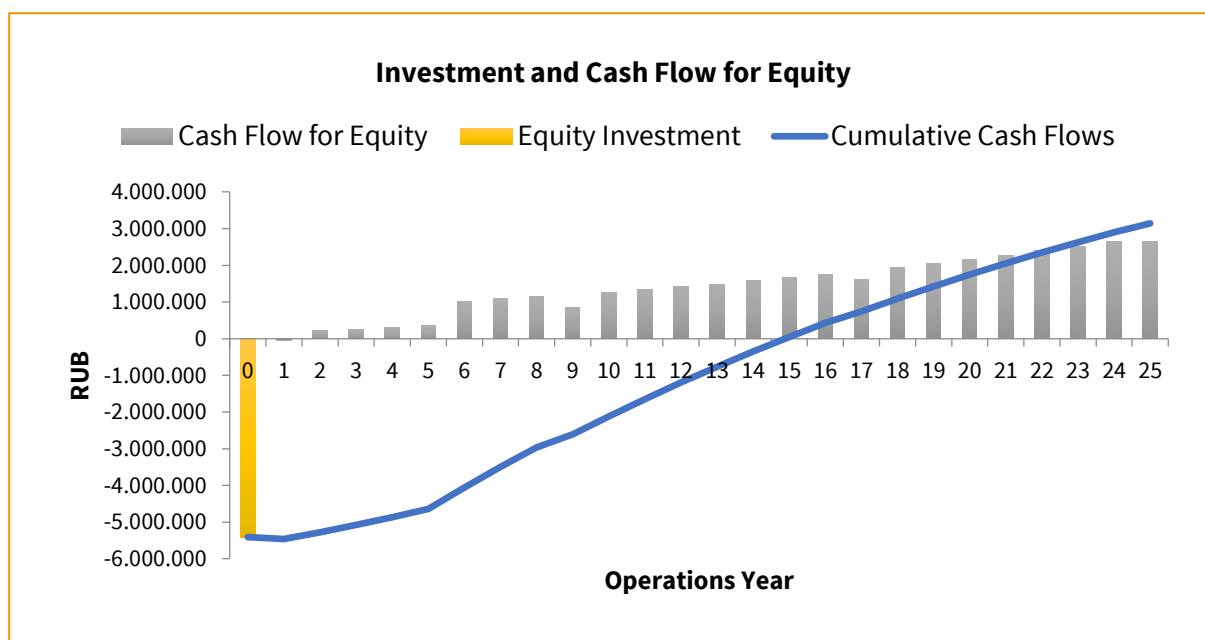 Investment and Cash Flow for Equity
Cash Flow for Equity Equity Investment Cumulative Cash Flows
4.000.000
3.000.000
2.000.000
1.000.000
0
-1.000.000
-2.000.000
-3.000.000
-4.000.000
-5.000.000
-6.000.000
RUB
0 1 2 3 4 5 6 7 8 9 10 11 12 13 14 15 16 17 18 19 20 21 22 23 24 25
Operations Year